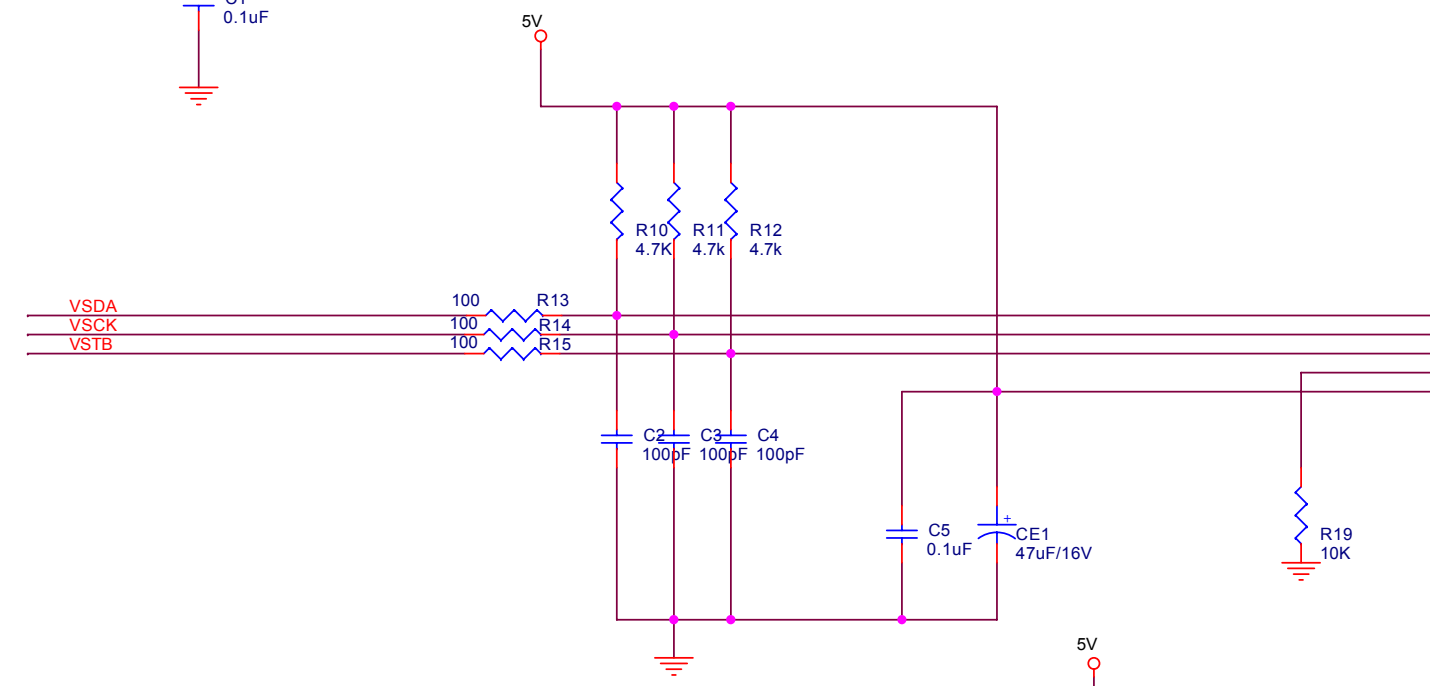 0.1uF
5V
R10
4.7K
R11
4.7k
R12
4.7k
VSDA
100
R13
VSCK
100
R14
VSTB
100
R15
C2
100pF
C3
100pF
C4
100pF
C5
0.1uF
+
CE1
47uF/16V
R19
10K
5V